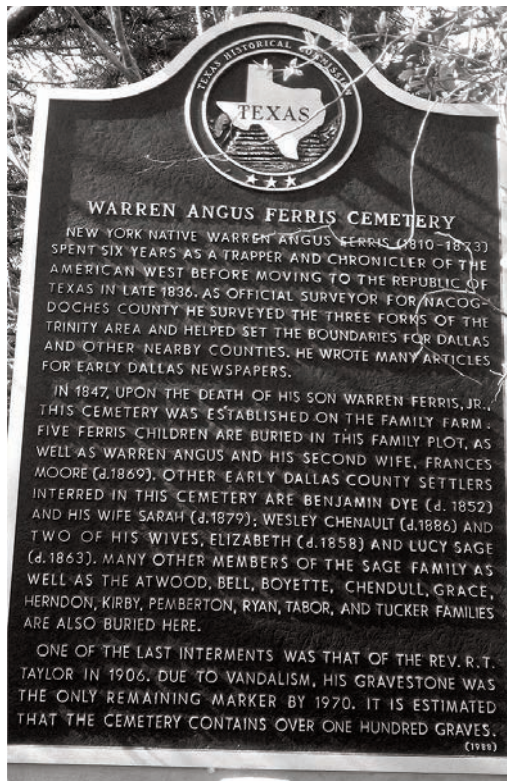 TEXAS HISTORICAL COMMISSION
TEXAS
WARREN ANGUS FERRIS CEMETERY
NEW YORK NATIVE WARREN ANGUS FERRIS (1810-1873)
SPENT SIX YEARS AS A TRAPPER AND CHRONICLER OF THE
AMERICAN WEST BEFORE MOVING TO THE REPUBLIC OF
TEXAS IN LATE 1836. AS OFFICIAL SURVEYOR FOR NACOG-
DOCHES COUNTY HE SURVEYED THE THREE FORKS OF THE
TRINITY AREA AND HELPED SET THE BOUNDARIES FOR DALLAS
AND OTHER NEARBY COUNTIES. HE WROTE MANY ARTICLES
FOR EARLY DALLAS NEWSPAPERS.
IN 1847, UPON THE DEATH OF HIS SON WARREN FERRIS, JR.,
THIS CEMETERY WAS ESTABLISHED ON THE FAMILY FARM.
FIVE FERRIS CHILDREN ARE BURIED IN THIS FAMILY PLOT, AS
WELL AS WARREN ANGUS AND HIS SECOND WIFE, FRANCES
MOORE (d.1869). OTHER EARLY DALLAS COUNTY SETTLERS
INTERRED IN THIS CEMETERY ARE BENJAMIN DYE (d. 1852)
AND HIS WIFE SARAH (d.1879); WESLEY CHENAULT (d.1886) AND
TWO OF HIS WIVES, ELIZABETH (d.1858) AND LUCY SAGE
(d.1863). MANY OTHER MEMBERS OF THE SAGE FAMILY AS
WELL AS THE ATWOOD, BELL, BOYETTE, CHENDULL, GRACE,
HERNDON, KIRBY, PEMBERTON, RYAN, TABOR, AND TUCKER FAMILIES
ARE ALSO BURIED HERE.
ONE OF THE LAST INTERMENTS WAS THAT OF THE REV. R.T.
TAYLOR IN 1906. DUE TO VANDALISM, HIS GRAVESTONE WAS
THE ONLY REMAINING MARKER BY 1970. IT IS ESTIMATED
THAT THE CEMETERY CONTAINS OVER ONE HUNDRED GRAVES.
(1988)